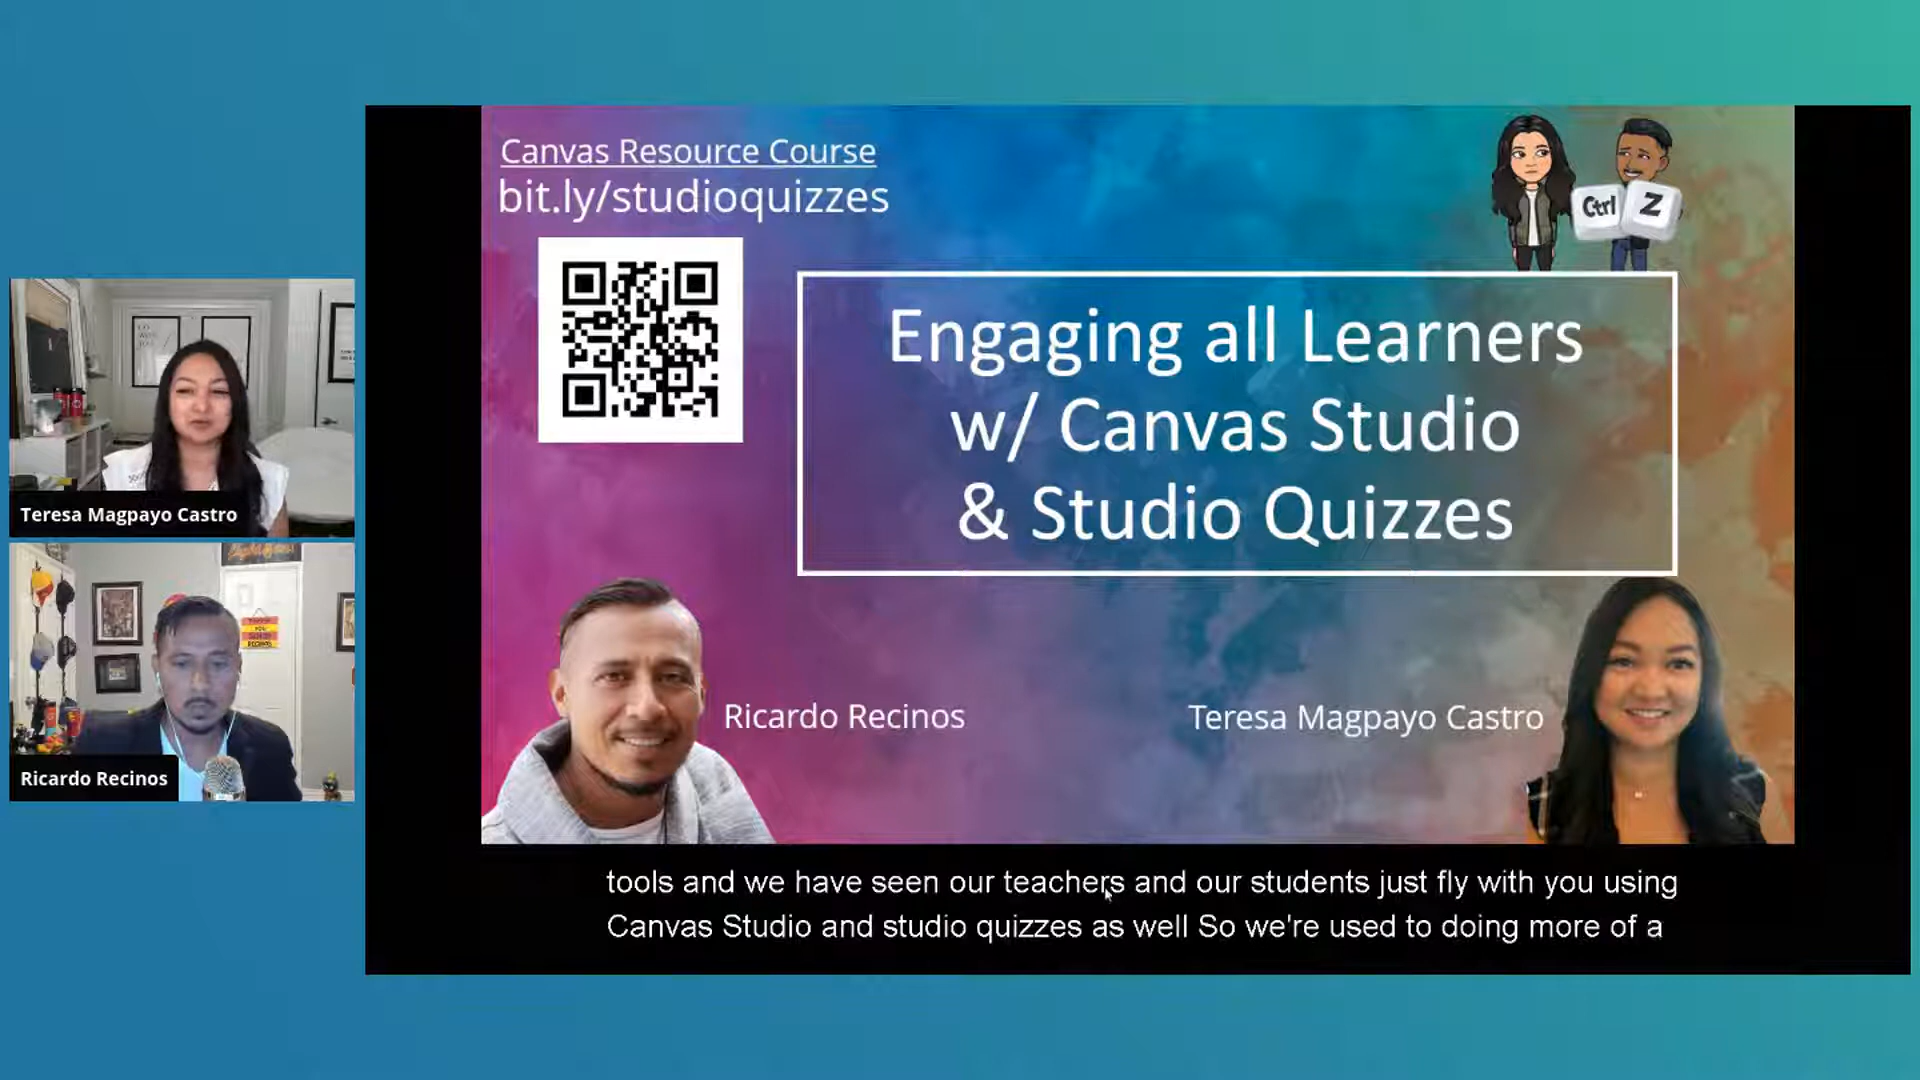 Canvas Resource Course
bit.ly/studioquizzes
Ctrl
Z
Engaging all Learners
w/ Canvas Studio
& Studio Quizzes
Teresa Magpayo Castro
Ricardo Recinos
Ricardo Recinos
Teresa Magpayo Castro
tools and we have seen our teachers and our students just fly with you using
Canvas Studio and studio quizzes as well So we're used to doing more of a